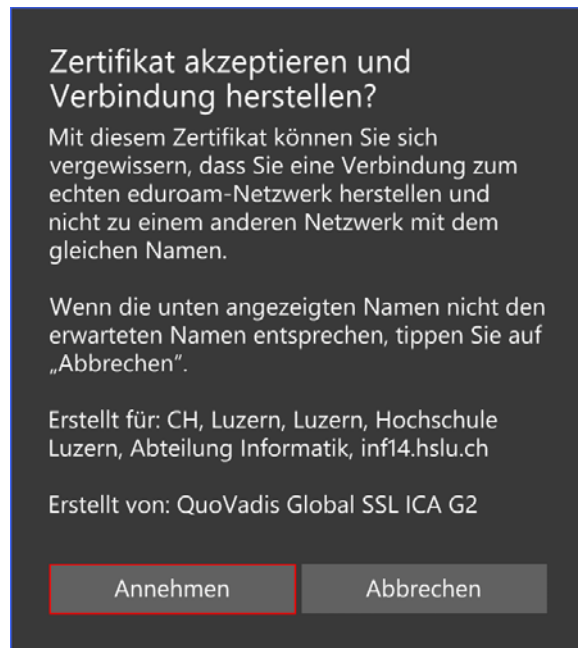 Zertifikat akzeptieren und
Verbindung herstellen?
Mit diesem Zertifikat können Sie sich
vergewissern, dass Sie eine Verbindung zum
echten eduroam-Netzwerk herstellen und
nicht zu einem anderen Netzwerk mit dem
gleichen Namen.
Wenn die unten angezeigten Namen nicht den
erwarteten Namen entsprechen, tippen Sie auf
„Abbrechen”.
Erstellt für: CH, Luzern, Luzern, Hochschule
Luzern, Abteilung Informatik, inf14.hslu.ch
Erstellt von: QuoVadis Global SSL ICA G2
Annehmen Abbrechen